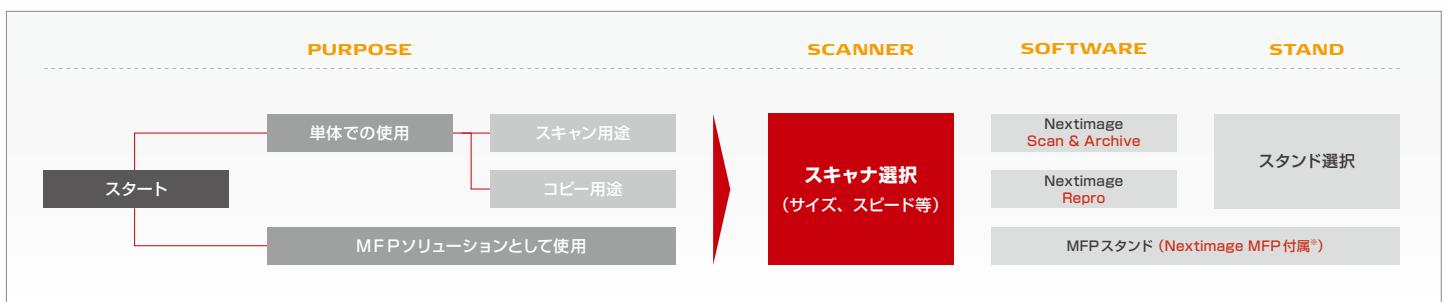 PURPOSE
SCANNER
SOFTWARE
STAND
スタート
単体での使用
スキャン用途
コピー用途
MFPソリューションとして使用
スキャナ選択
（サイズ、スピード等）
Nextimage
Scan & Archive
Nextimage
Repro
スタンド選択
MFPスタンド（Nextimage MFP付属※）